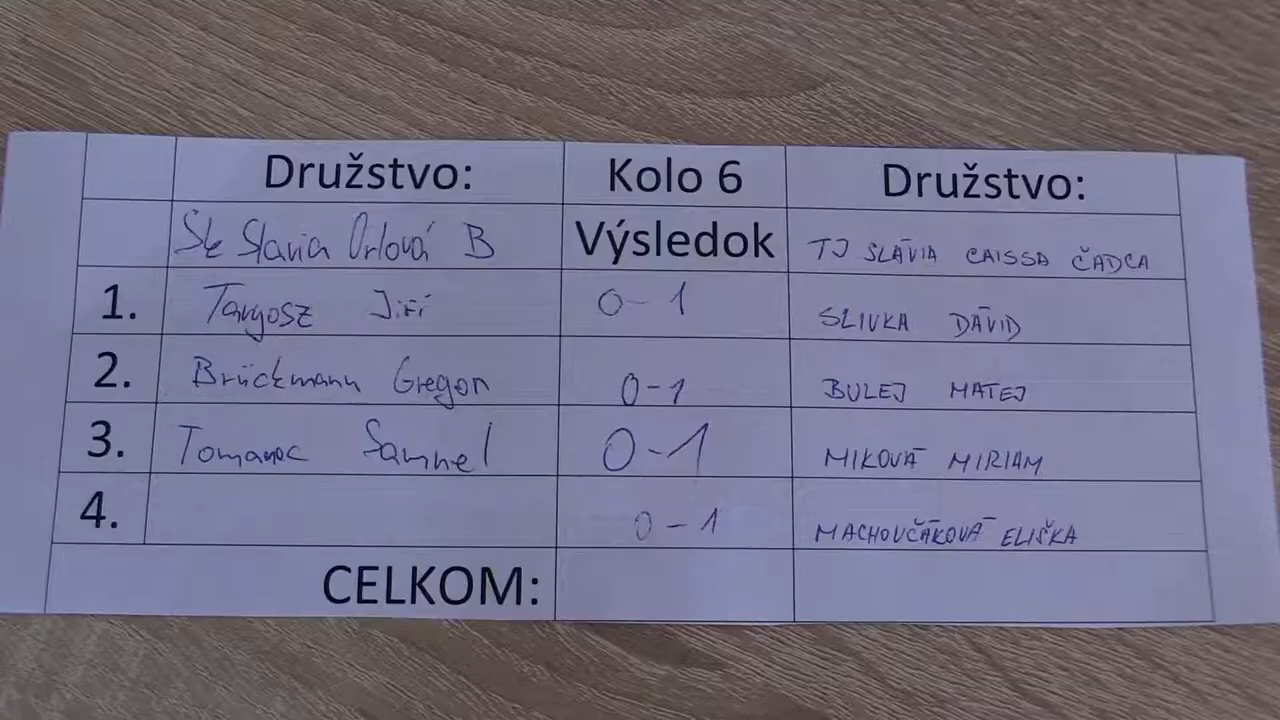 Družstvo: Kolo 6 Družstvo:
Sk Slavia Orlová B Výsledok TJ SLÁVIA CAISSA ČADCA
1. Targosz Jiří 0-1 SLIVKA DÁVID
2. Brückmann Gregor 0-1 BULEJ MATEJ
3. Tomanec Samuel 0-1 MIKOVÁ MIRIAM
4. 0-1 MACHOVČÁKOVÁ ELIŠKA
CELKOM: